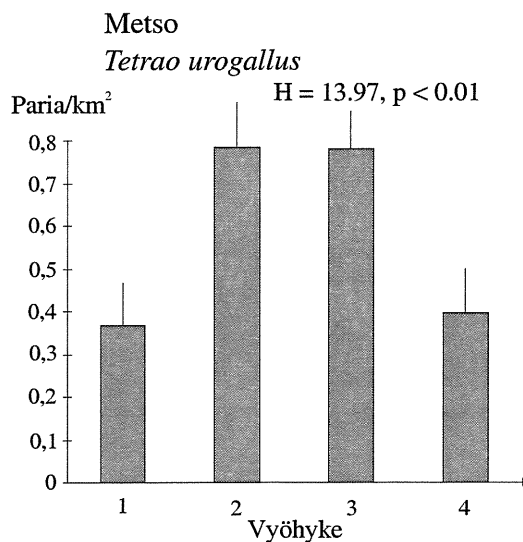 Metso
Tetrao urogallus
H = 13.97, p < 0.01
Paria/km²
0,8
0,7
0,6
0,5
0,4
0,3
0,2
0,1
0
1 2 3 4
Vyöhyke